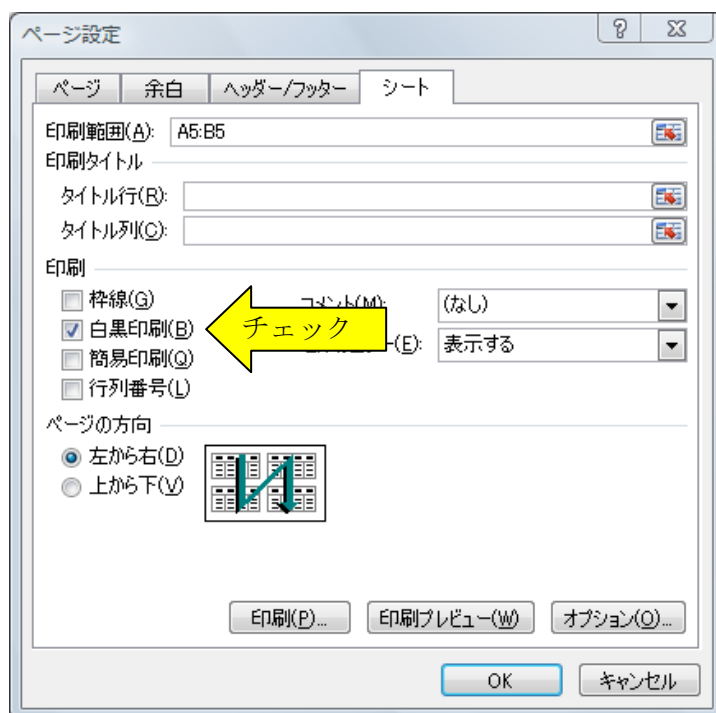 ページ設定
ページ 余白 ヘッダー/フッター シート
印刷範囲(A): A5:B5
印刷タイトル
タイトル行(R):
タイトル列(C):
印刷
枠線(G) コメント(M): (なし)
白黒印刷(B) チェック (E): 表示する
簡易印刷(Q)
行列番号(L)
ページの方向
左から右(D)
上から下(V)
印刷(P)... 印刷プレビュー(W) オプション(O)...
OK キャンセル